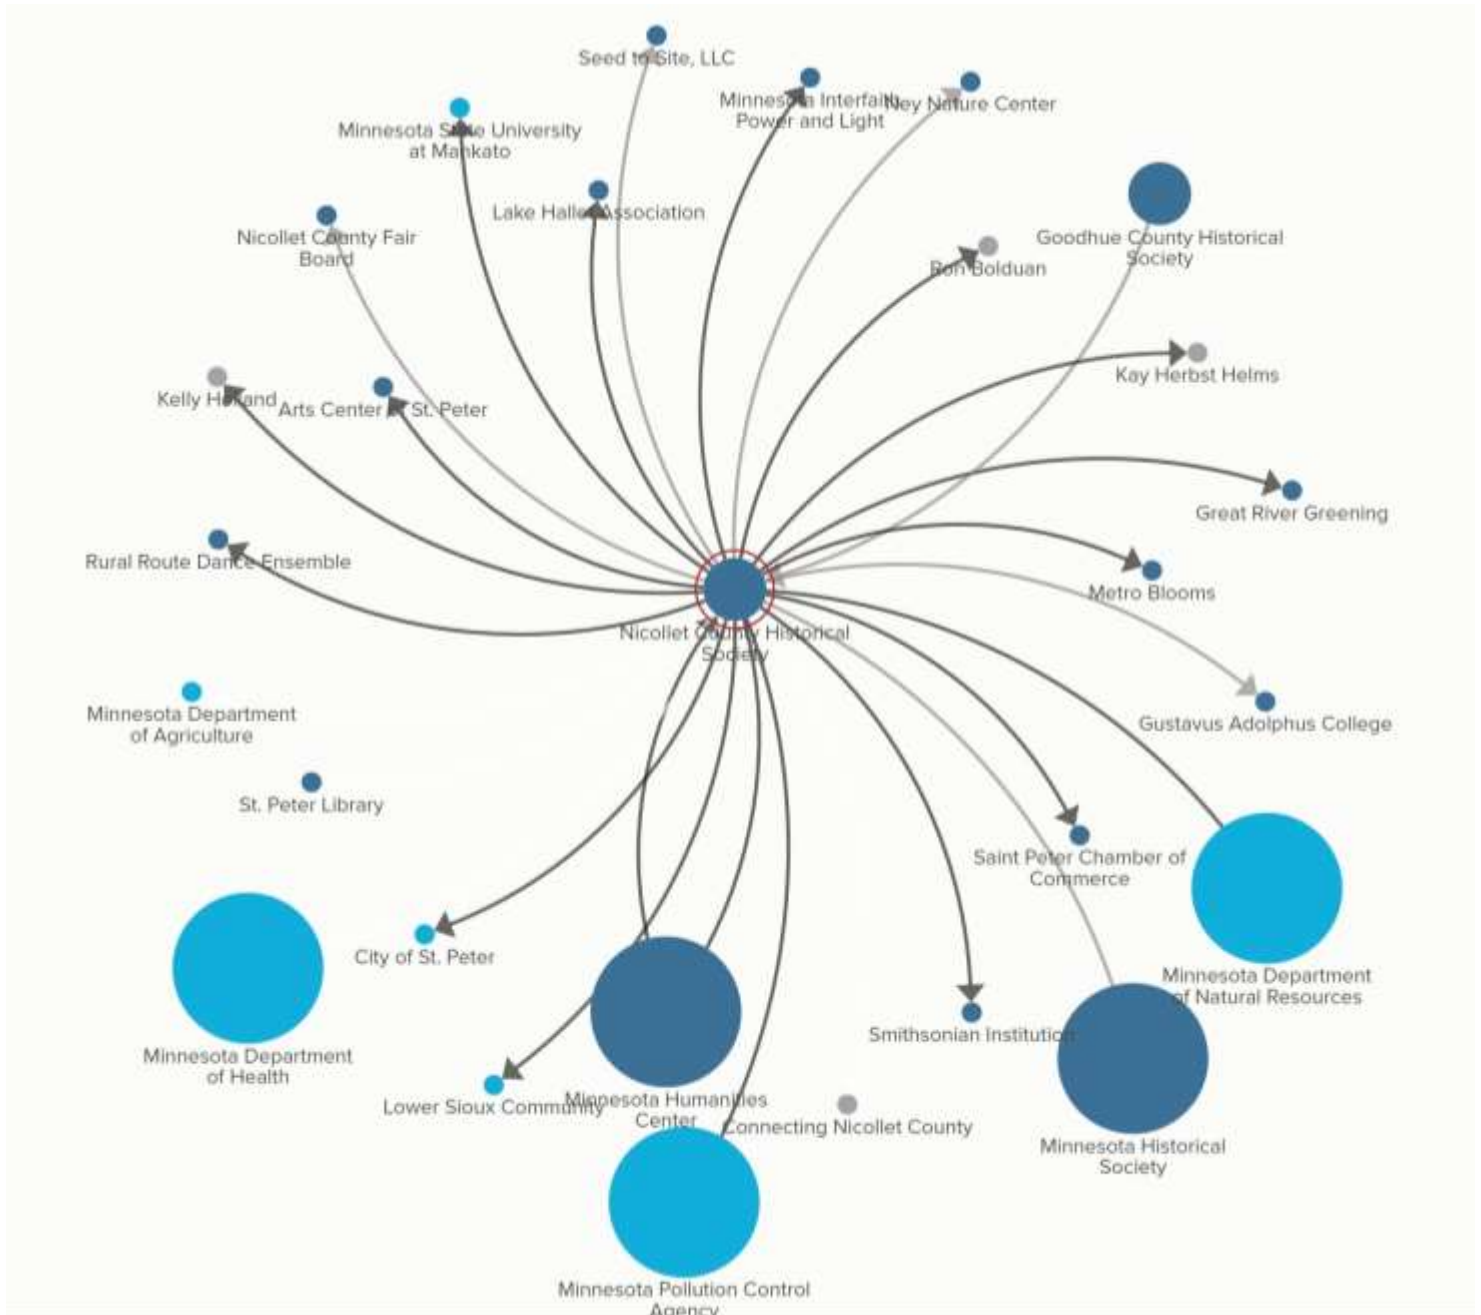 Seed to Site, LLC
Minnesota Interfaith
Power and Light
Ney Nature Center
Minnesota State University
at Mankato
Lake Hallett Association
Nicollet County Fair
Board
Goodhue County Historical
Society
Ron Bolduan
Kay Herbst Helms
Kelly Holland
Arts Center of St. Peter
Great River Greening
Rural Route Dance Ensemble
Metro Blooms
Nicollet County Historical
Society
Minnesota Department
of Agriculture
Gustavus Adolphus College
St. Peter Library
Saint Peter Chamber of
Commerce
City of St. Peter
Minnesota Department
of Natural Resources
Smithsonian Institution
Minnesota Department
of Health
Lower Sioux Community
Minnesota Humanities
Center
Connecting Nicollet County
Minnesota Historical
Society
Minnesota Pollution Control
Agency